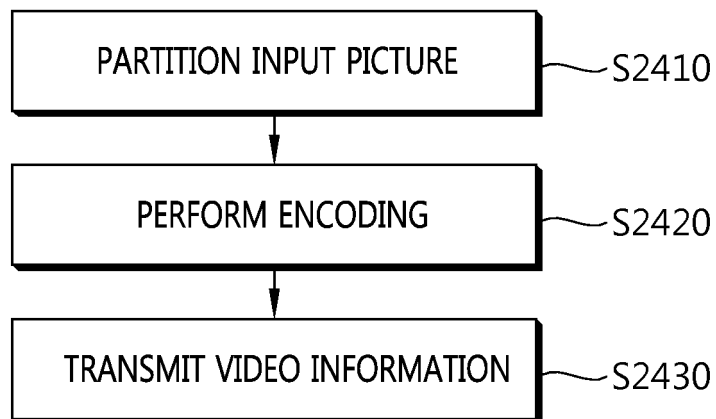 PARTITION INPUT PICTURE
S2410
PERFORM ENCODING
S2420
TRANSMIT VIDEO INFORMATION
S2430